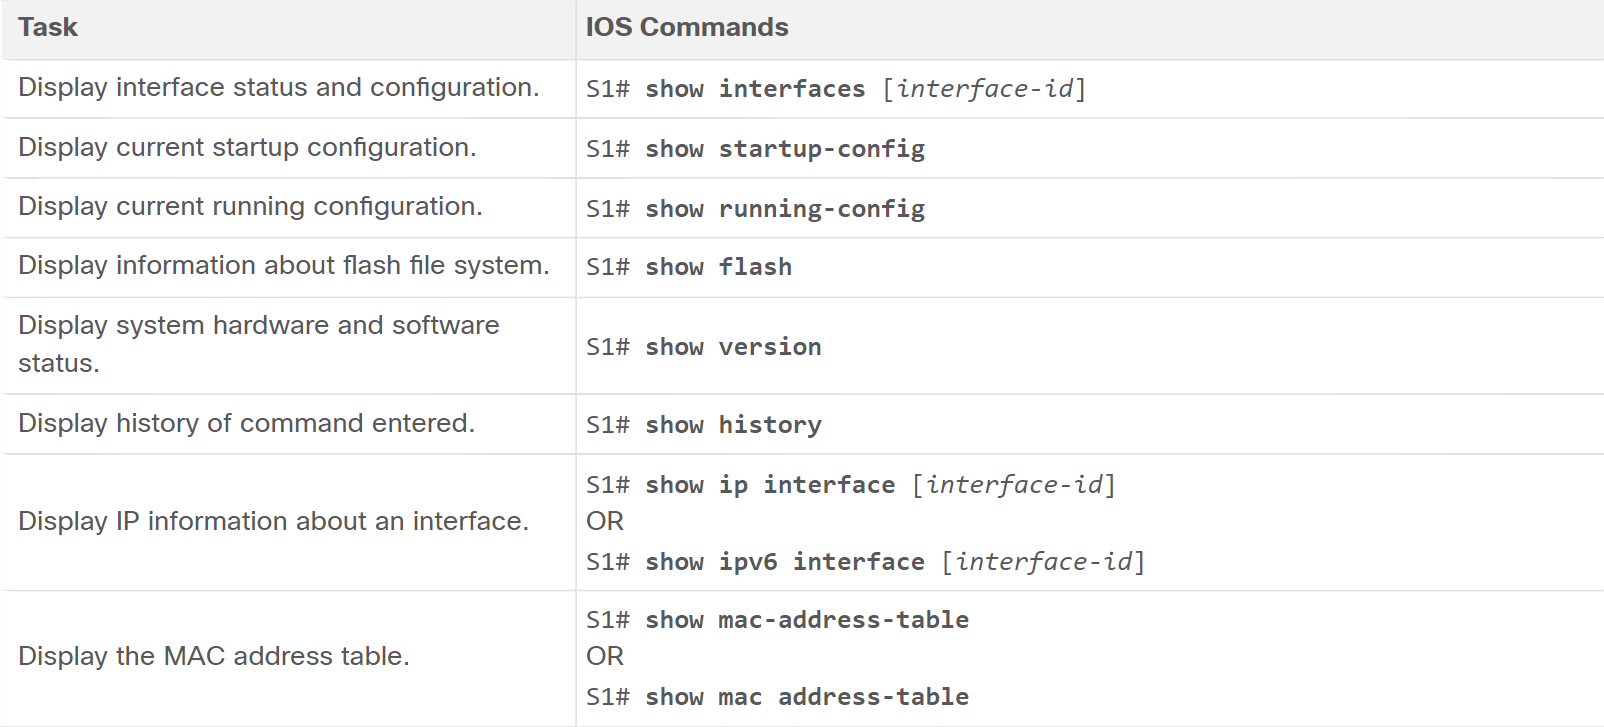 Task
IOS Commands
Display interface status and configuration.
S1# show interfaces [interface-id]
Display current startup configuration.
S1# show startup-config
Display current running configuration.
S1# show running-config
Display information about flash file system.
S1# show flash
Display system hardware and software
status.
S1# show version
Display history of command entered.
S1# show history
Display IP information about an interface.
S1# show ip interface [interface-id]
OR
S1# show ipv6 interface [interface-id]
Display the MAC address table.
S1# show mac-address-table
OR
S1# show mac address-table